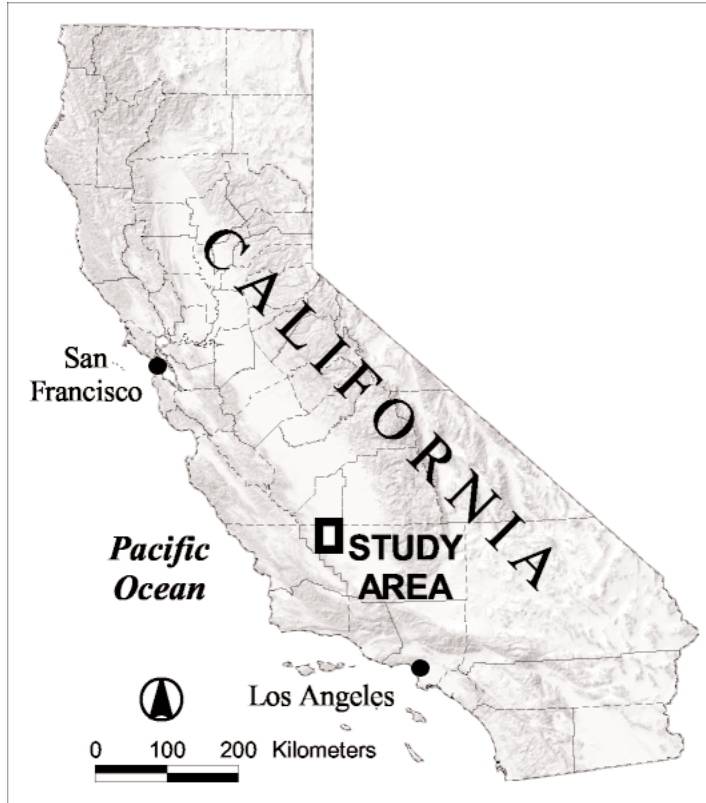 CALIFORNIA
San
Francisco
Pacific
Ocean
STUDY
AREA
Los Angeles
0 100 200 Kilometers